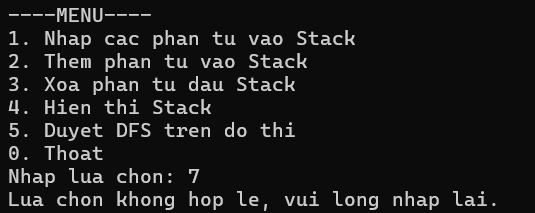 ----MENU----
1. Nhap cac phan tu vao Stack
2. Them phan tu vao Stack
3. Xoa phan tu dau Stack
4. Hien thi Stack
5. Duyet DFS tren do thi
0. Thoat
Nhap lua chon: 7
Lua chon khong hop le, vui long nhap lai.